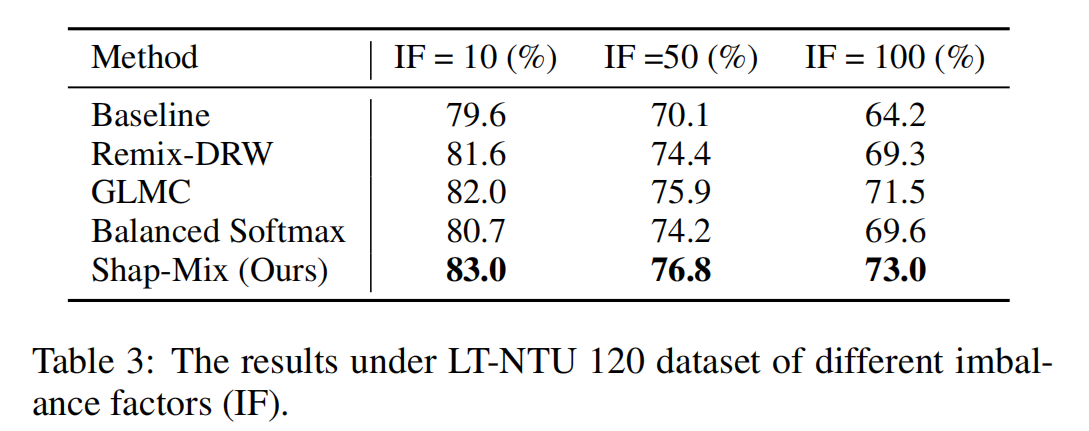 Method IF = 10 (%) IF =50 (%) IF = 100 (%)
Baseline 79.6 70.1 64.2
Remix-DRW 81.6 74.4 69.3
GLMC 82.0 75.9 71.5
Balanced Softmax 80.7 74.2 69.6
Shap-Mix (Ours) 83.0 76.8 73.0
Table 3: The results under LT-NTU 120 dataset of different imbal-
ance factors (IF).